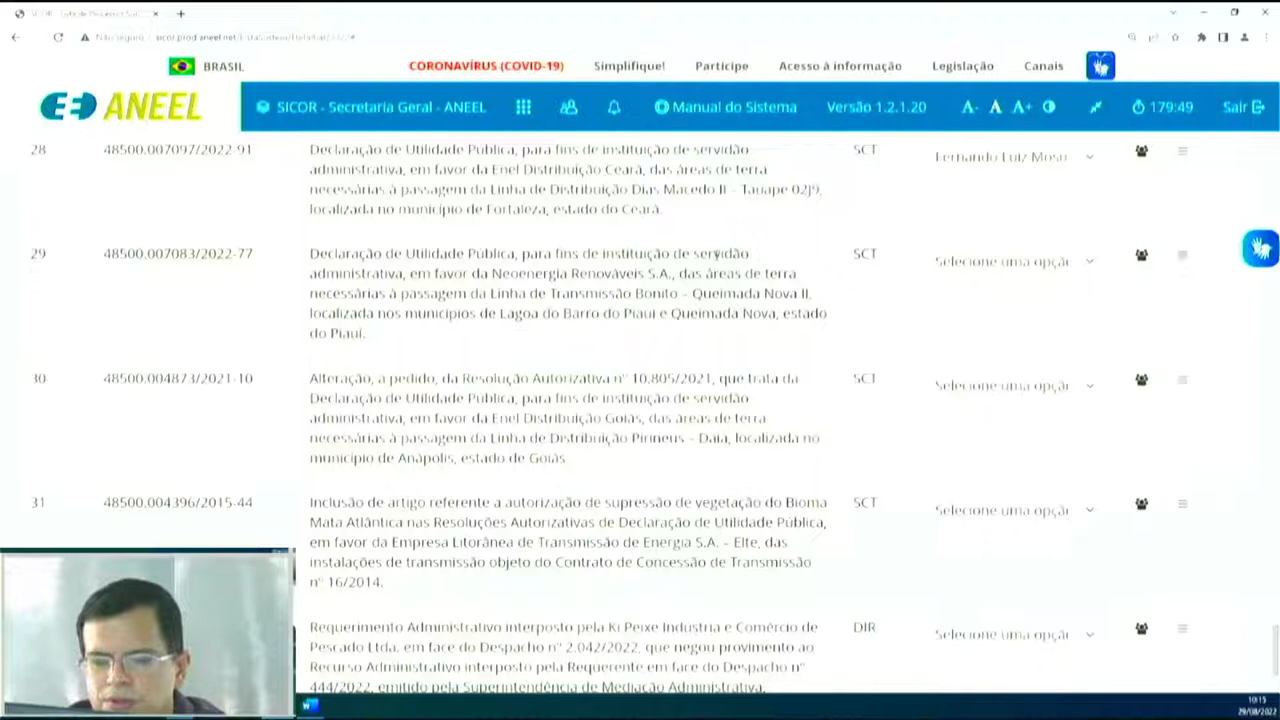 BRASIL
CORONAVÍRUS (COVID-19)
Simplifique!
Participe
Acesso à informação
Legislação
Canais
ANEEL
SICOR - Secretaria Geral - ANEEL
Manual do Sistema
Versão 1.2.1.20
A-
A
A+
179:49
Sair
28
48500.007097/2022-91
Declaração de Utilidade Pública, para fins de instituição de servidão
administrativa, em favor da Enel Distribuição Ceará, das áreas de terra
necessárias à passagem da Linha de Distribuição Dias Macedo II – Tauape 02J9,
localizada no município de Fortaleza, estado do Ceará.
SCT
Fernando Luiz Mosn
29
48500.007083/2022-77
Declaração de Utilidade Pública, para fins de instituição de servidão
administrativa, em favor da Neoenergia Renováveis S.A., das áreas de terra
necessárias à passagem da Linha de Transmissão Bonito – Queimada Nova II,
localizada nos municípios de Lagoa do Barro do Piauí e Queimada Nova, estado
do Piauí.
SCT
Selecione uma opçã
30
48500.004873/2021-10
Alteração, a pedido, da Resolução Autorizativa nº 10.805/2021, que trata da
Declaração de Utilidade Pública, para fins de instituição de servidão
administrativa, em favor da Enel Distribuição Goiás, das áreas de terra
necessárias à passagem da Linha de Distribuição Pirineus – Daia, localizada no
município de Anápolis, estado de Goiás
SCT
Selecione uma opçã
31
48500.004396/2015-44
Inclusão de artigo referente a autorização de supressão de vegetação do Bioma
Mata Atlântica nas Resoluções Autorizativas de Declaração de Utilidade Pública,
em favor da Empresa Litorânea de Transmissão de Energia S.A. – Elte, das
instalações de transmissão objeto do Contrato de Concessão de Transmissão
nº 16/2014.
SCT
Selecione uma opçã
Requerimento Administrativo interposto pela Ki Peixe Industria e Comércio de
Pescado Ltda. em face do Despacho nº 2.042/2022, que negou provimento ao
Recurso Administrativo interposto pela Requerente em face do Despacho nº
444/2022, emitido pela Superintendência de Mediação Administrativa,
DIR
Selecione uma opçã
10:15
29/08/2022